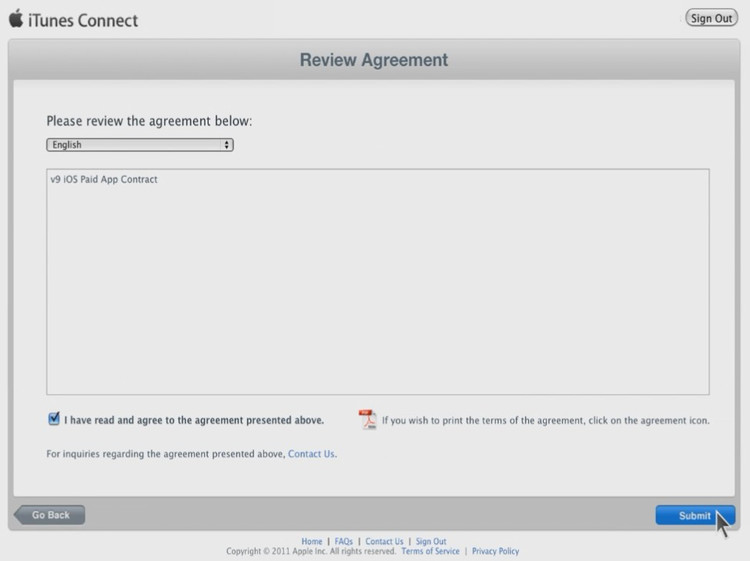 iTunes Connect
Sign Out
Review Agreement
Please review the agreement below:
English
v9 iOS Paid App Contract
I have read and agree to the agreement presented above.
If you wish to print the terms of the agreement, click on the agreement icon.
For inquiries regarding the agreement presented above, Contact Us.
Go Back
Submit
Home | FAQs | Contact Us | Sign Out
Copyright © 2011 Apple Inc. All rights reserved. Terms of Service | Privacy Policy